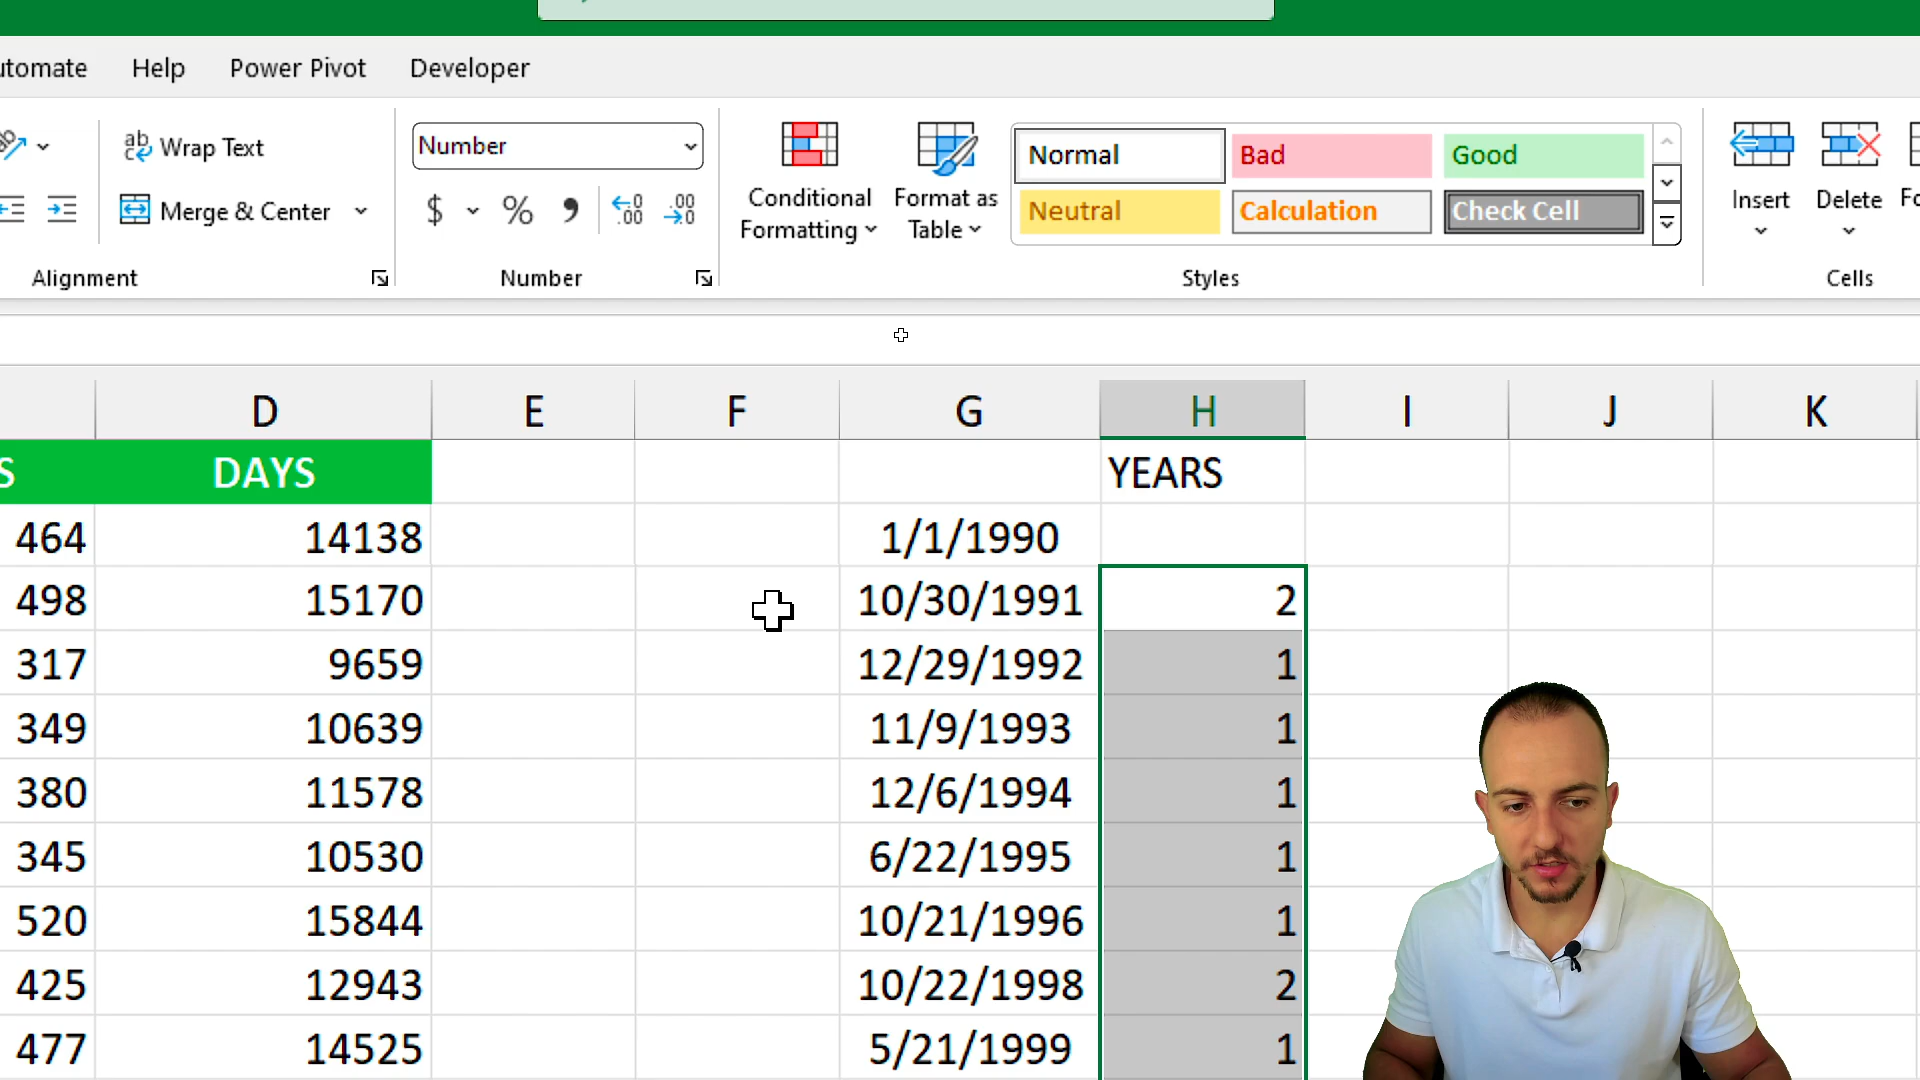 utomate Help Power Pivot Developer
Wrap Text
Number
Merge & Center
$ % ,
Conditional Formatting
Format as Table
Normal Bad Good
Neutral Calculation Check Cell
Insert Delete
Alignment Number Styles Cells
D E F G H I J K
S DAYS YEARS
464 14138 1/1/1990
498 15170 10/30/1991 2
317 9659 12/29/1992 1
349 10639 11/9/1993 1
380 11578 12/6/1994 1
345 10530 6/22/1995 1
520 15844 10/21/1996 1
425 12943 10/22/1998 2
477 14525 5/21/1999 1